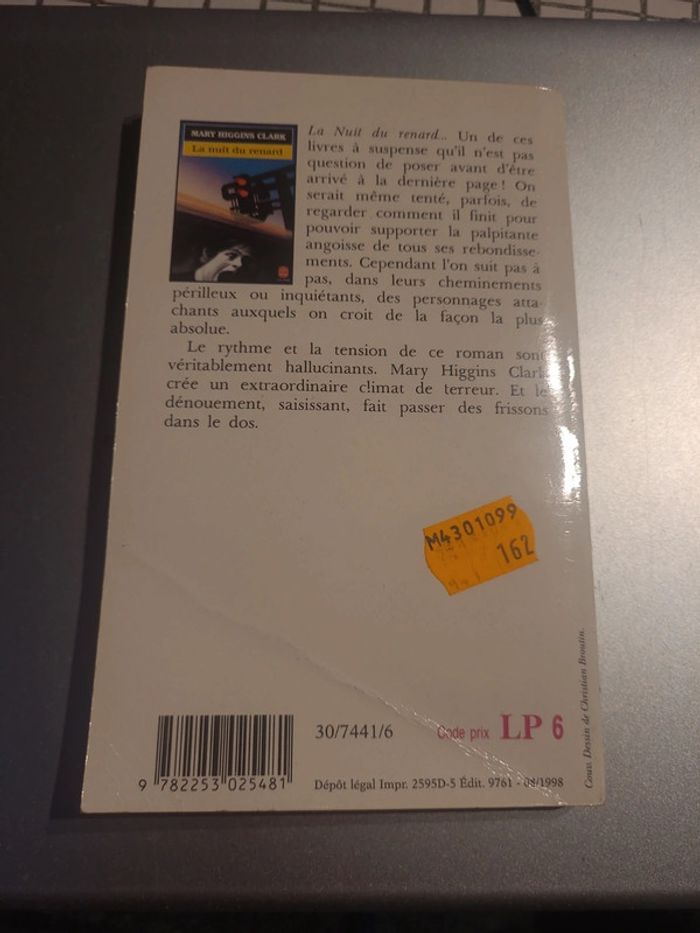 MARY HIGGINS CLARK
La nuit du renard
La Nuit du renard... Un de ces
livres à suspense qu'il n'est pas
question de poser avant d'être
arrivé à la dernière page ! On
serait même tenté, parfois, de
regarder comment il finit pour
pouvoir supporter la palpitante
angoisse de tous ses rebondisse-
ments. Cependant l'on suit pas à
pas, dans leurs cheminements
périlleux ou inquiétants, des personnages atta-
chants auxquels on croit de la façon la plus
absolue.
Le rythme et la tension de ce roman sont
véritablement hallucinants. Mary Higgins Clark
crée un extraordinaire climat de terreur. Et le
dénouement, saisissant, fait passer des frissons
dans le dos.
M4301099
162
Couv. Dessin de Christian Broutin.
30/7441/6
Code prix LP 6
9 782253 025481
Dépôt légal Impr. 2595D-5 Édit. 9761 - 08/1998